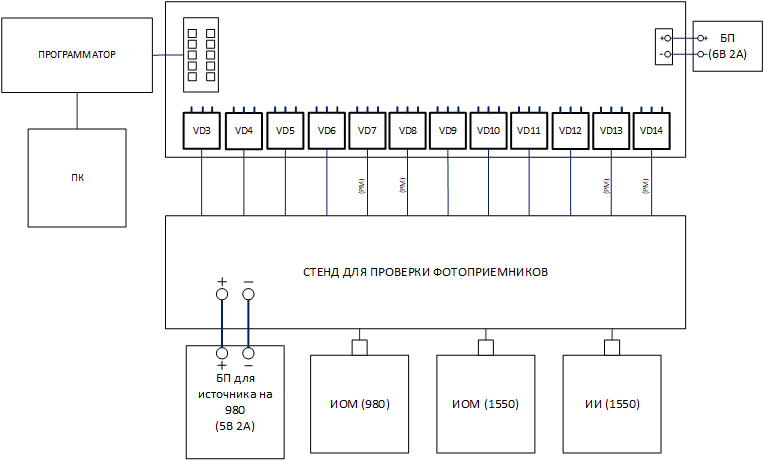 ПРОГРАММАТОР
+ +
БП
- -
(6В 2А)
VD3 VD4 VD5 VD6 VD7 VD8 VD9 VD10 VD11 VD12 VD13 VD14
ПК
(PM) (PM) (PM) (PM)
СТЕНД ДЛЯ ПРОВЕРКИ ФОТОПРИЕМНИКОВ
+ −
+ −
БП для
источника на
980
(5В 2А)
ИОМ (980)
ИОМ (1550)
ИИ (1550)